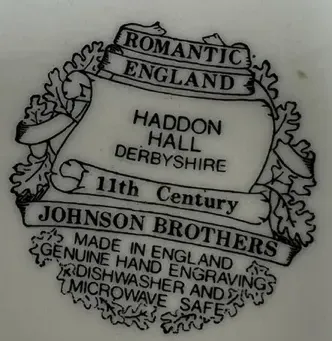 ROMANTIC
ENGLAND
HADDON
HALL
DERBYSHIRE
11th Century
JOHNSON BROTHERS
MADE IN ENGLAND
GENUINE HAND ENGRAVING
DISHWASHER AND
MICROWAVE SAFE